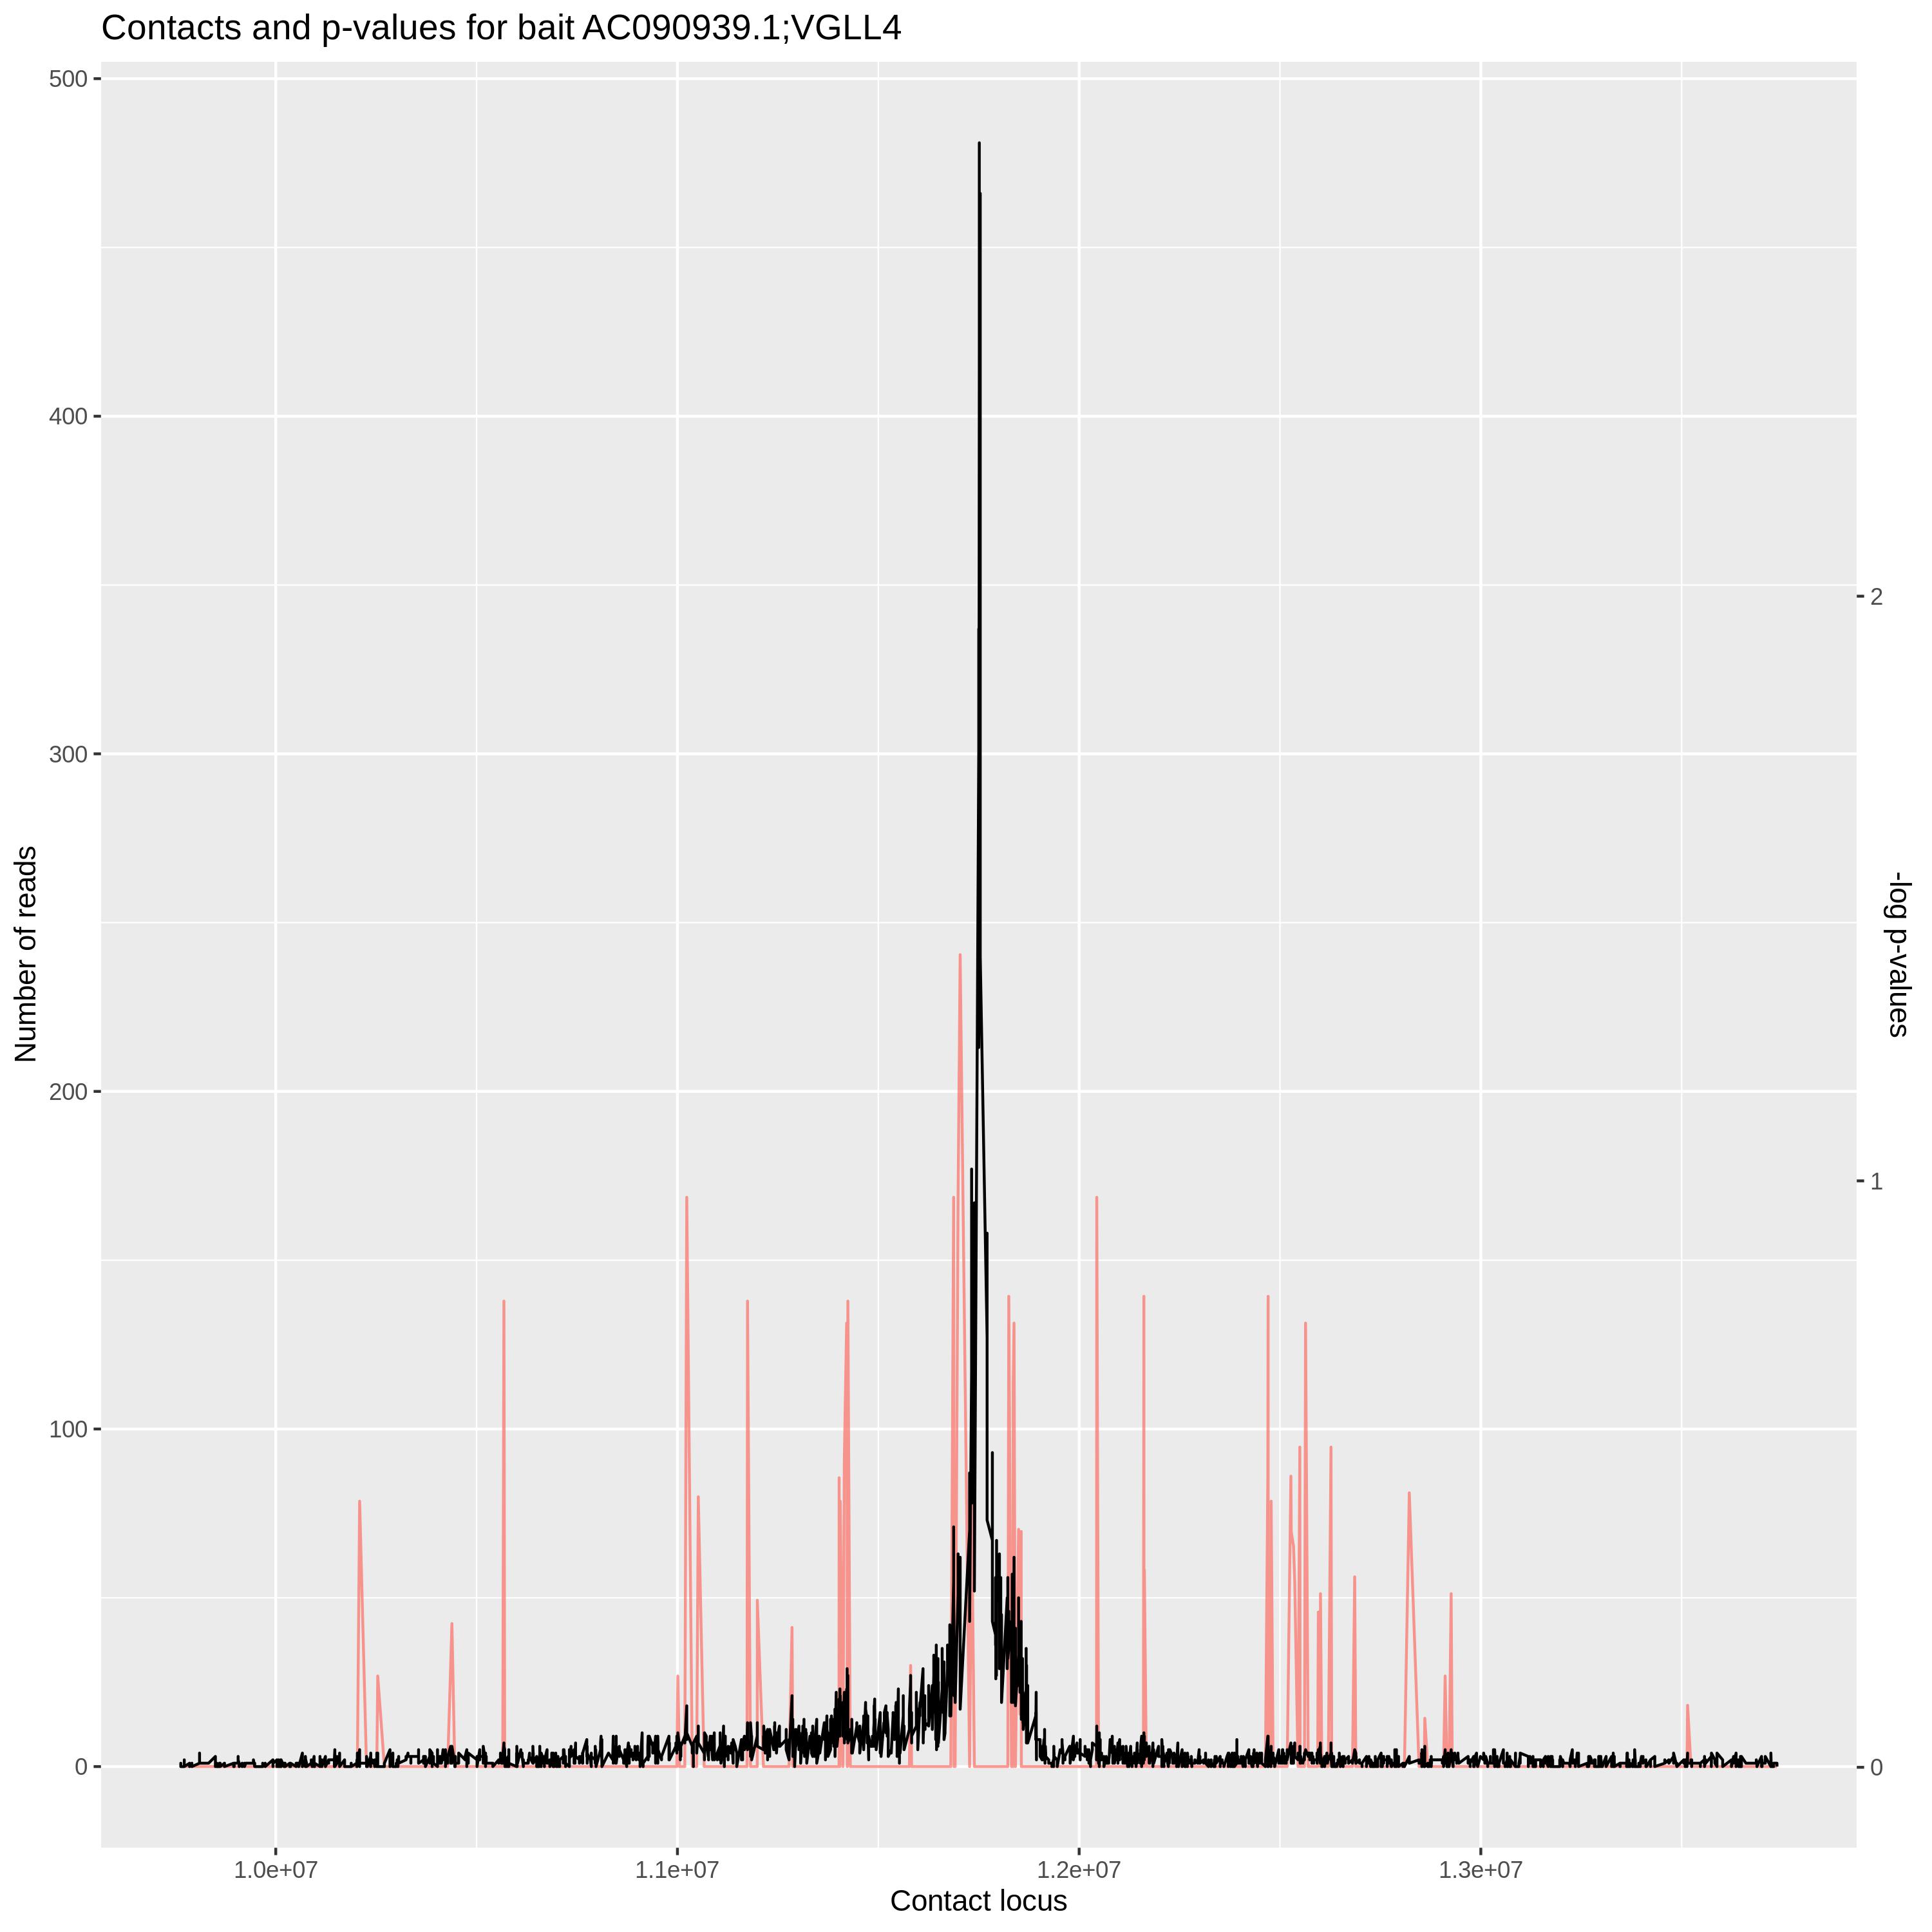 Contacts and p-values for bait AC090939.1;VGLL4
500
400
300
200
100
0
Number of reads
2
1
0
-log p-values
1.0e+07
1.1e+07
1.2e+07
1.3e+07
Contact locus